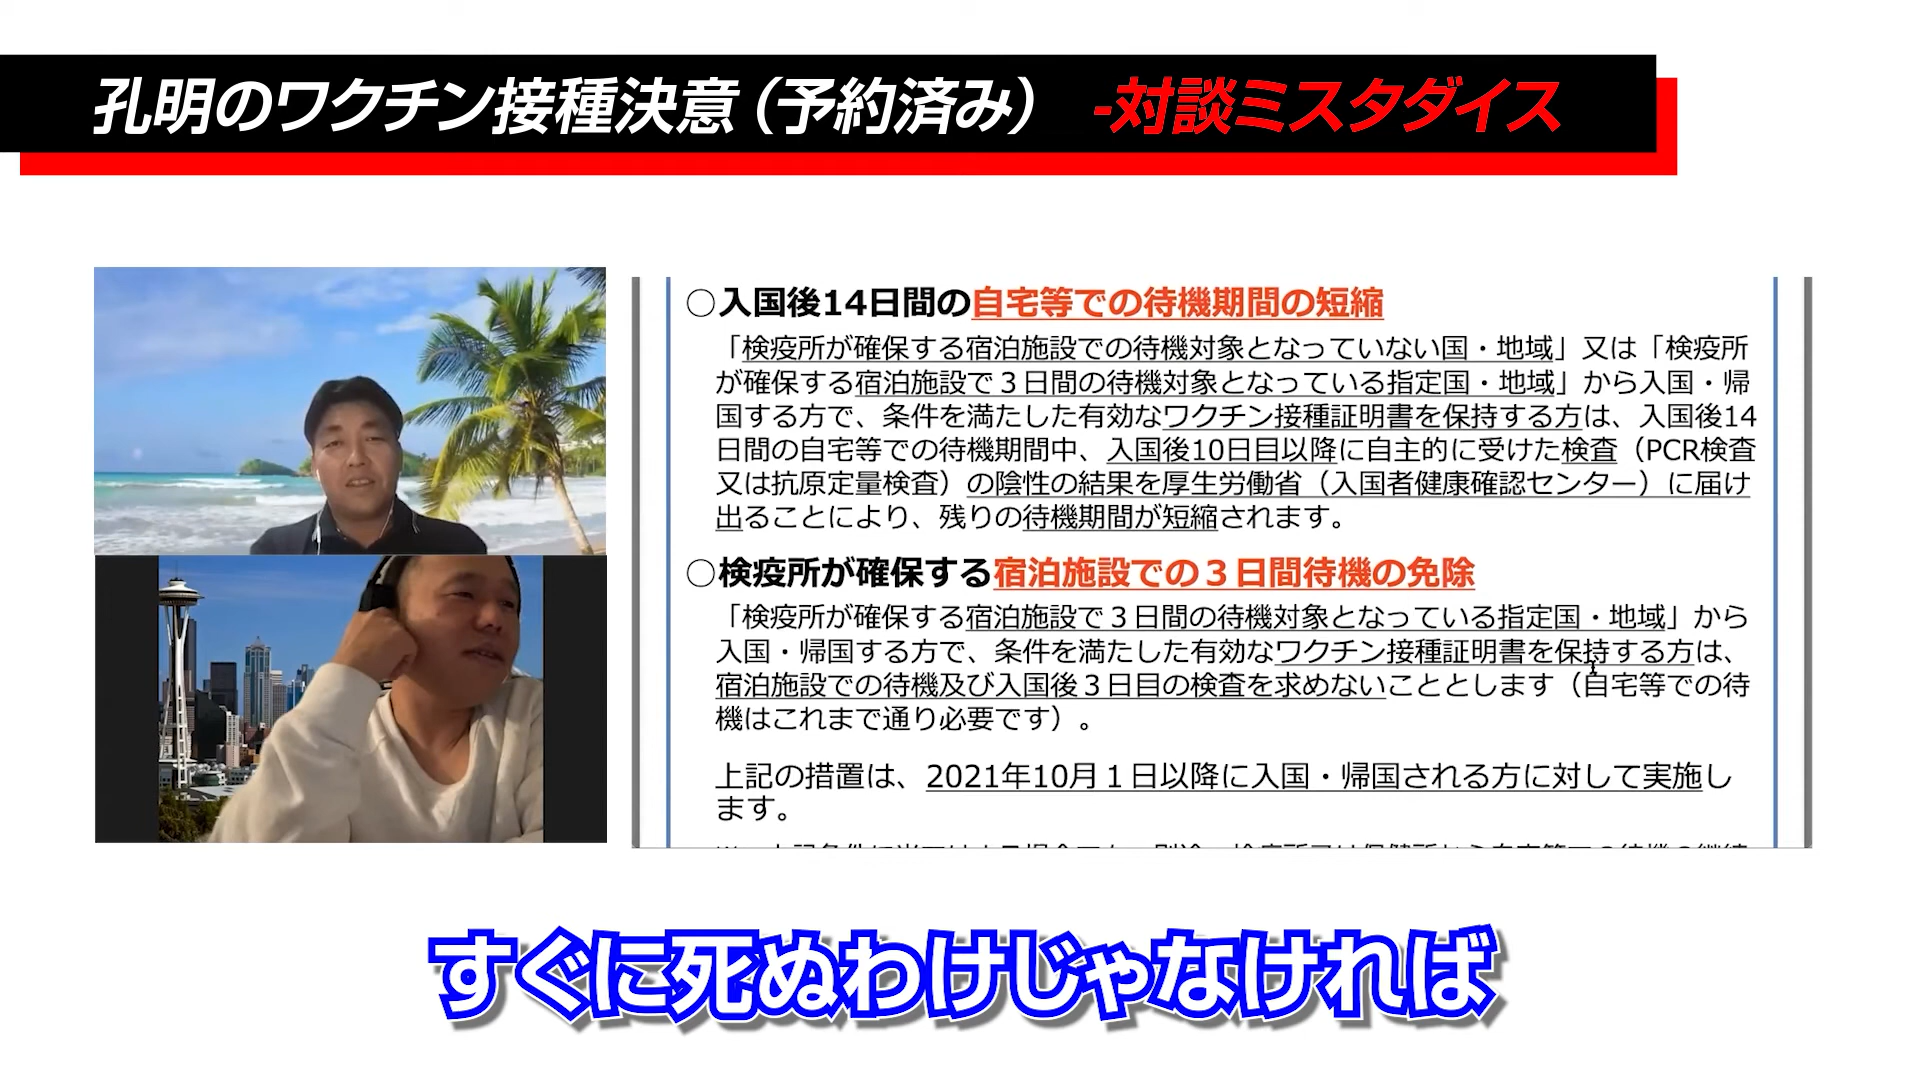 孔明のワクチン接種決意（予約済み） -対談ミスタダイス
○入国後14日間の自宅等での待機期間の短縮
「検疫所が確保する宿泊施設での待機対象となっていない国・地域」又は「検疫所
が確保する宿泊施設で３日間の待機対象となっている指定国・地域」から入国・帰
国する方で、条件を満たした有効なワクチン接種証明書を保持する方は、入国後14
日間の自宅等での待機期間中、入国後10日目以降に自主的に受けた検査（PCR検査
又は抗原定量検査）の陰性の結果を厚生労働省（入国者健康確認センター）に届け
出ることにより、残りの待機期間が短縮されます。
○検疫所が確保する宿泊施設での３日間待機の免除
「検疫所が確保する宿泊施設で３日間の待機対象となっている指定国・地域」から
入国・帰国する方で、条件を満たした有効なワクチン接種証明書を保持する方は、
宿泊施設での待機及び入国後３日目の検査を求めないこととします（自宅等での待
機はこれまで通り必要です）。
上記の措置は、2021年10月１日以降に入国・帰国される方に対して実施し
ます。
すぐに死ぬわけじゃなければ